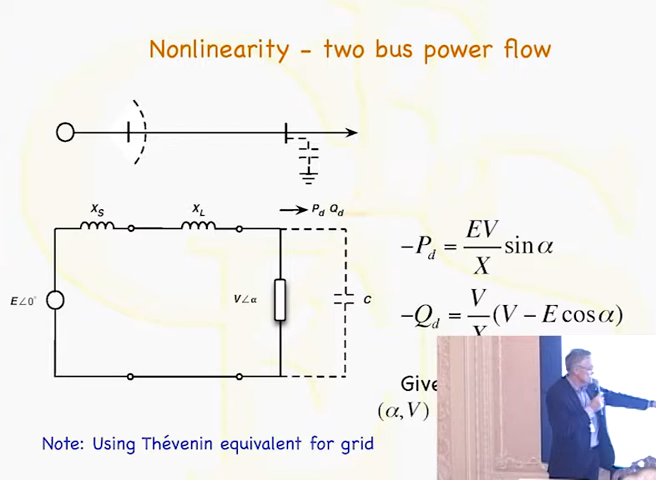 Nonlinearity – two bus power flow
X_S
X_L
P_d Q_d
E∠0°
V∠α
C
−P_d = EV/X sin α
−Q_d = V/X (V − E cos α)
Give
(α,V)
Note: Using Thévenin equivalent for grid